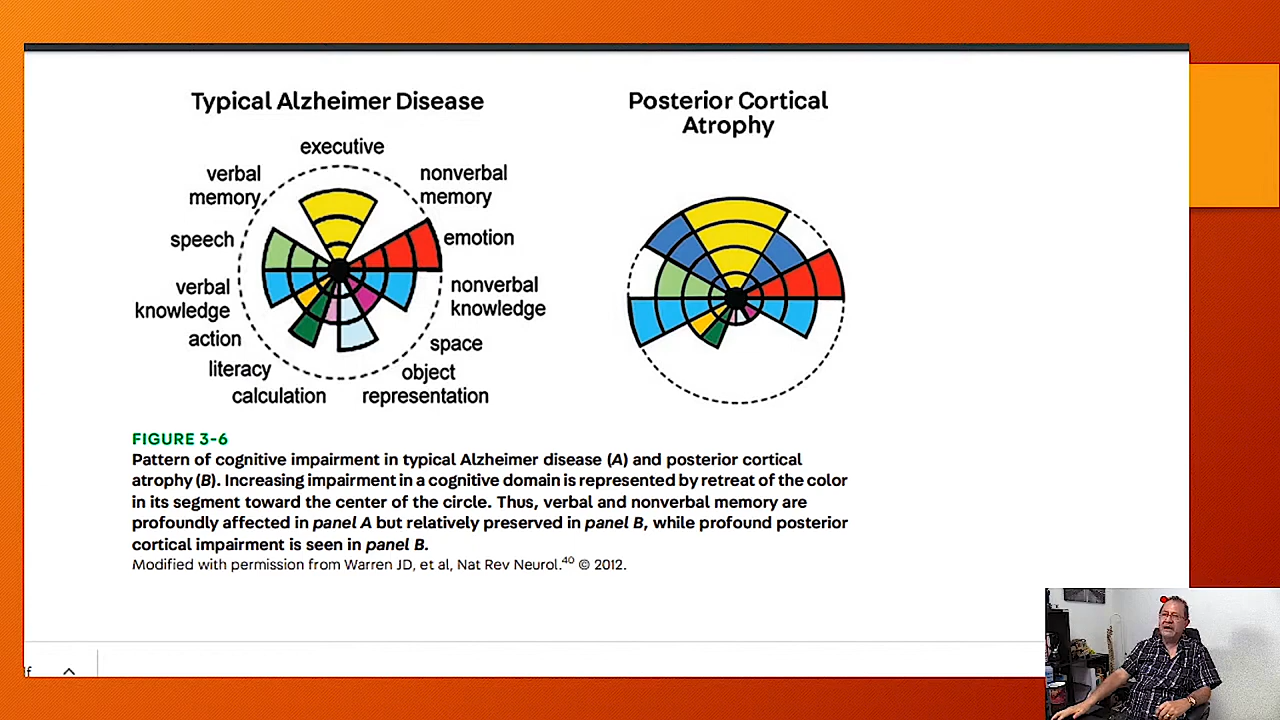 Typical Alzheimer Disease
executive
verbal
memory
nonverbal
memory
speech
emotion
verbal
knowledge
nonverbal
knowledge
action
space
literacy
object
representation
calculation
Posterior Cortical
Atrophy
FIGURE 3-6
Pattern of cognitive impairment in typical Alzheimer disease (A) and posterior cortical
atrophy (B). Increasing impairment in a cognitive domain is represented by retreat of the color
in its segment toward the center of the circle. Thus, verbal and nonverbal memory are
profoundly affected in panel A but relatively preserved in panel B, while profound posterior
cortical impairment is seen in panel B.
Modified with permission from Warren JD, et al, Nat Rev Neurol.40 © 2012.